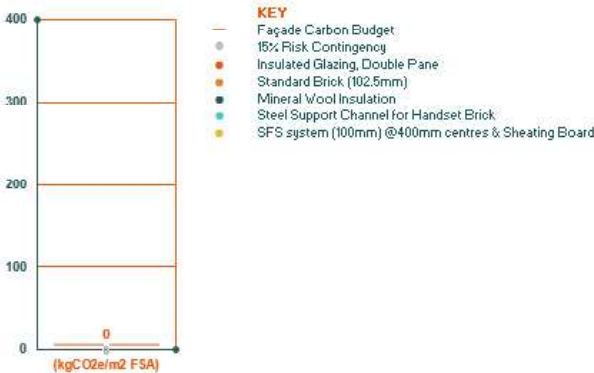 400
300
200
100
0
0
(kgCO2e/m2 FSA)
KEY
Façade Carbon Budget
15% Risk Contingency
Insulated Glazing, Double Pane
Standard Brick (102.5mm)
Mineral Wool Insulation
Steel Support Channel for Handset Brick
SFS system (100mm) @400mm centres & Sheating Board